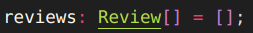 reviews: Review[] = [];